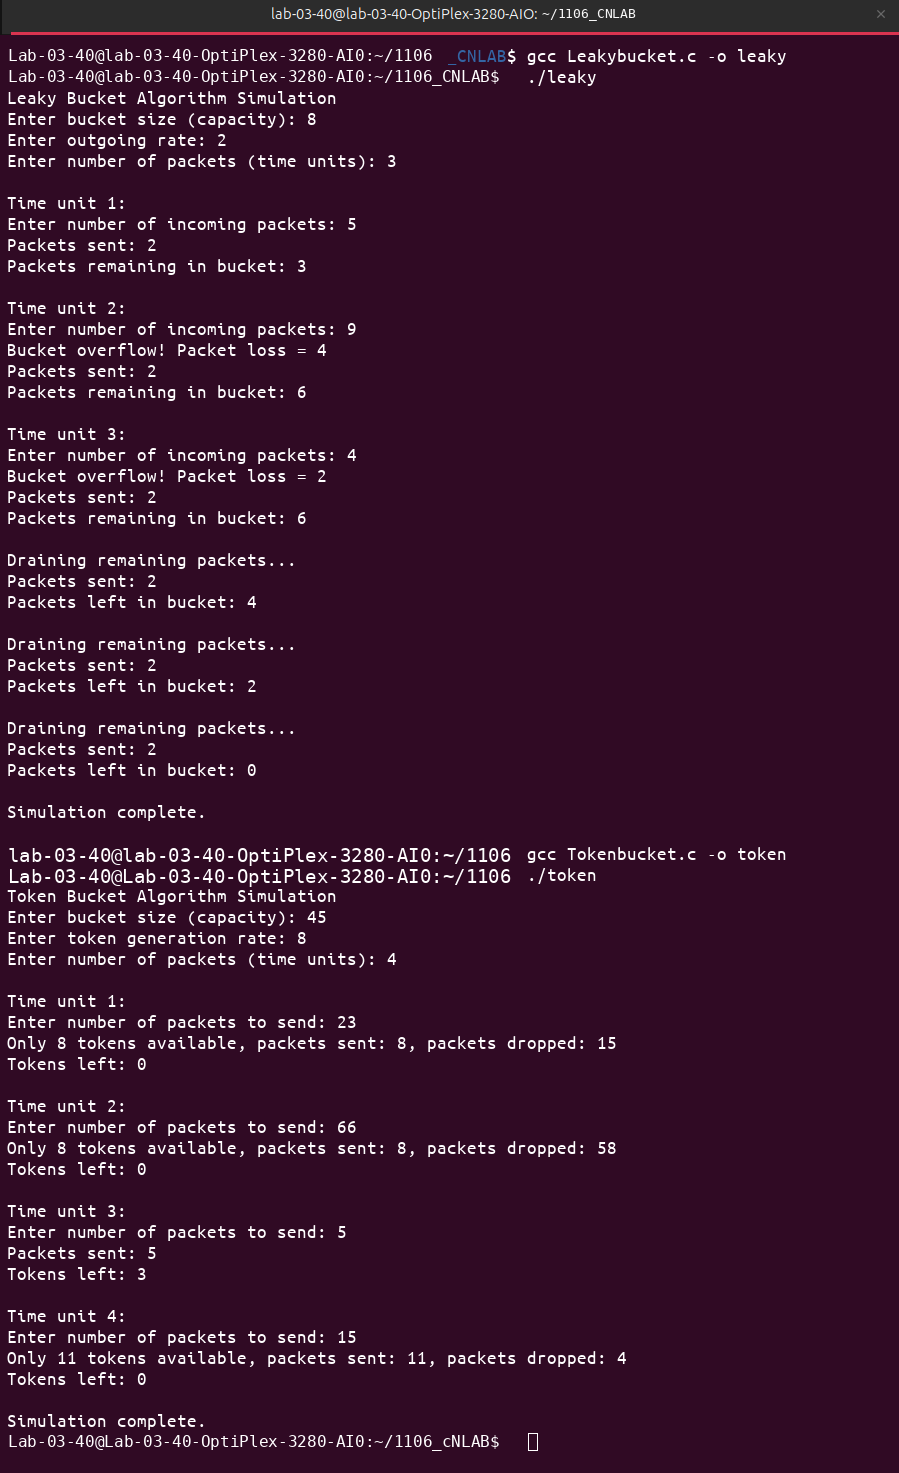 lab-03-40@lab-03-40-OptiPlex-3280-AIO: ~/1106_CNLAB ×
Lab-03-40@lab-03-40-OptiPlex-3280-AI0:~/1106 _CNLAB$ gcc Leakybucket.c -o leaky
Lab-03-40@lab-03-40-OptiPlex-3280-AI0:~/1106_CNLAB$ ./leaky
Leaky Bucket Algorithm Simulation
Enter bucket size (capacity): 8
Enter outgoing rate: 2
Enter number of packets (time units): 3
Time unit 1:
Enter number of incoming packets: 5
Packets sent: 2
Packets remaining in bucket: 3
Time unit 2:
Enter number of incoming packets: 9
Bucket overflow! Packet loss = 4
Packets sent: 2
Packets remaining in bucket: 6
Time unit 3:
Enter number of incoming packets: 4
Bucket overflow! Packet loss = 2
Packets sent: 2
Packets remaining in bucket: 6
Draining remaining packets...
Packets sent: 2
Packets left in bucket: 4
Draining remaining packets...
Packets sent: 2
Packets left in bucket: 2
Draining remaining packets...
Packets sent: 2
Packets left in bucket: 0
Simulation complete.
lab-03-40@lab-03-40-OptiPlex-3280-AI0:~/1106 gcc Tokenbucket.c -o token
Lab-03-40@Lab-03-40-OptiPlex-3280-AI0:~/1106 ./token
Token Bucket Algorithm Simulation
Enter bucket size (capacity): 45
Enter token generation rate: 8
Enter number of packets (time units): 4
Time unit 1:
Enter number of packets to send: 23
Only 8 tokens available, packets sent: 8, packets dropped: 15
Tokens left: 0
Time unit 2:
Enter number of packets to send: 66
Only 8 tokens available, packets sent: 8, packets dropped: 58
Tokens left: 0
Time unit 3:
Enter number of packets to send: 5
Packets sent: 5
Tokens left: 3
Time unit 4:
Enter number of packets to send: 15
Only 11 tokens available, packets sent: 11, packets dropped: 4
Tokens left: 0
Simulation complete.
Lab-03-40@Lab-03-40-OptiPlex-3280-AI0:~/1106_cNLAB$